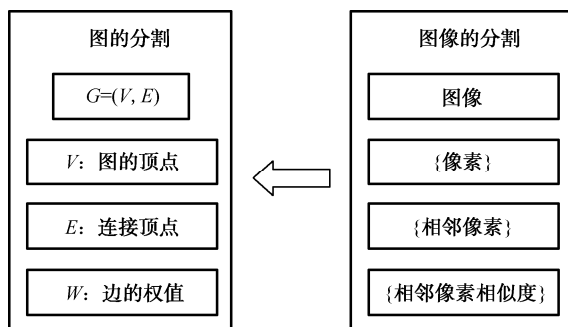 图的分割
G=(V, E)
V：图的顶点
E：连接顶点
W：边的权值
图像的分割
图像
{像素}
{相邻像素}
{相邻像素相似度}